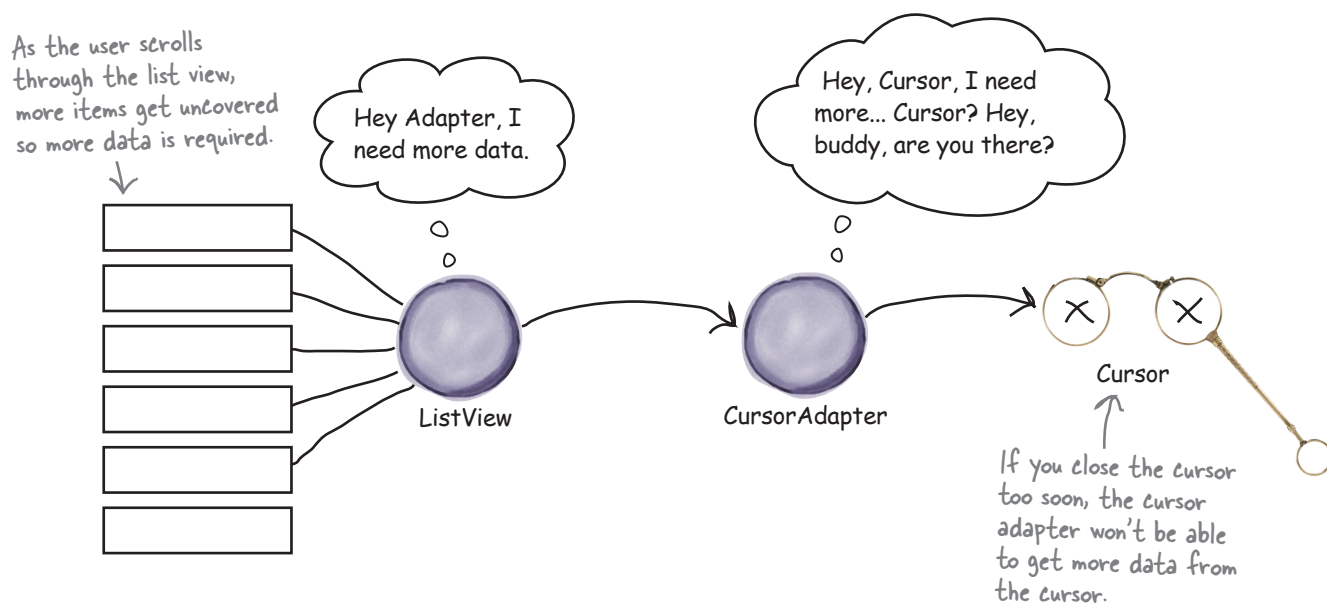 As the user scrolls
through the list view,
more items get uncovered
so more data is required.
Hey Adapter, I
need more data.
Hey, Cursor, I need
more... Cursor? Hey,
buddy, are you there?
ListView
CursorAdapter
Cursor
If you close the cursor
too soon, the cursor
adapter won't be able
to get more data from
the cursor.